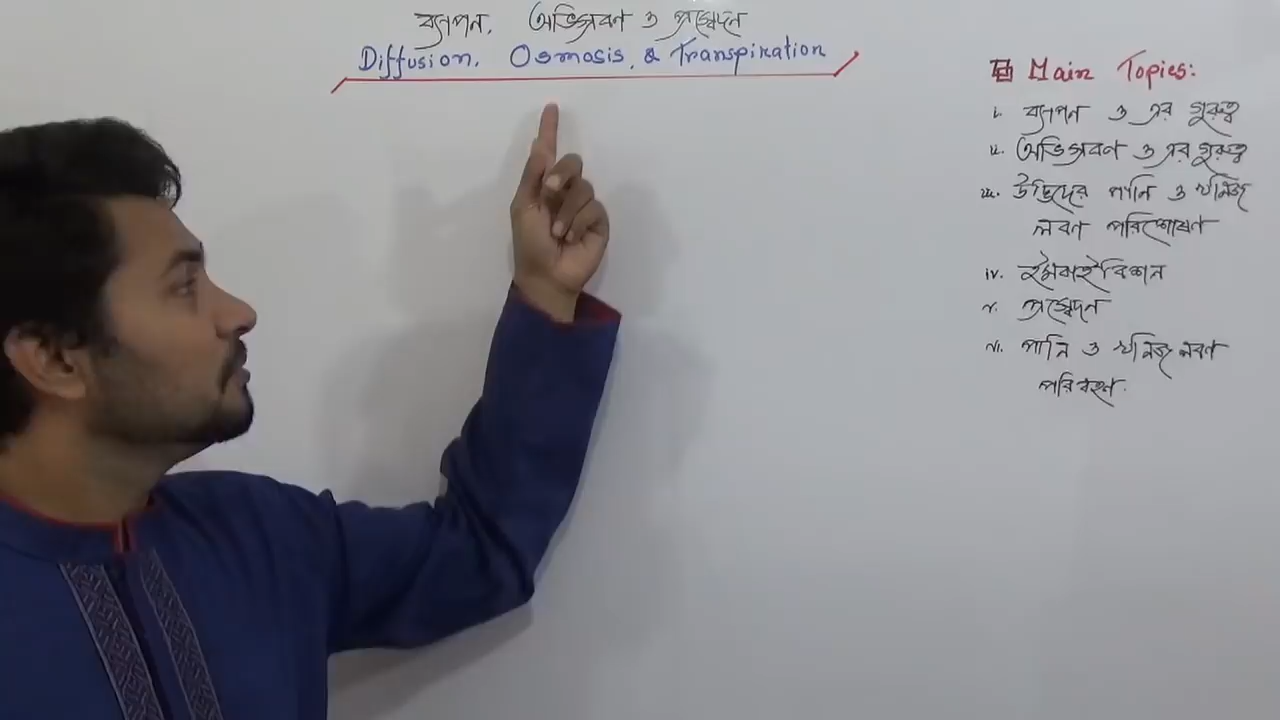 ব্যাপন, অভিস্রবণ ও প্রস্বেদন
Diffusion, Osmosis, & Transpiration
Main Topics:
i. ব্যাপন ও এর গুরুত্ব
ii. অভিস্রবণ ও এর গুরুত্ব
iii. উদ্ভিদের পানি ও খনিজ
লবণ পরিশোষণ
iv. ইমবাইবিশন
v. প্রস্বেদন
vi. পানি ও খনিজ লবণ
পরিবহণ.